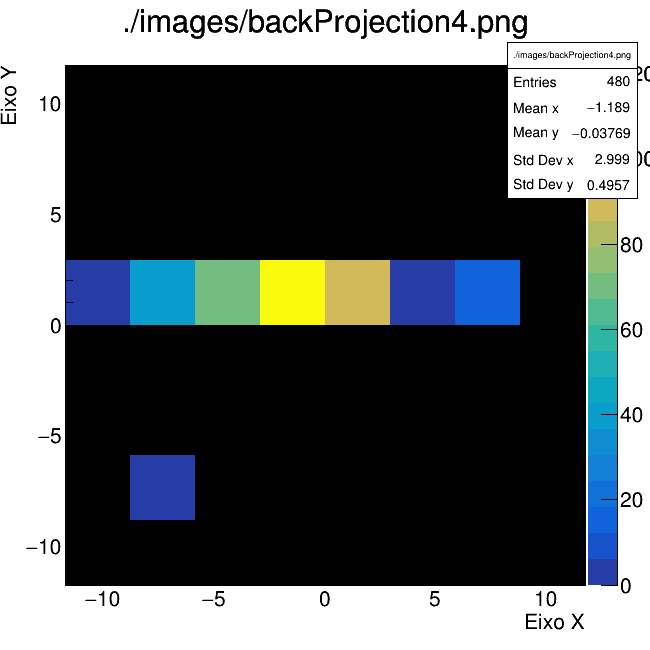 ./images/backProjection4.png
./images/backProjection4.png
Entries 480
Mean x −1.189
Mean y −0.03769
Std Dev x 2.999
Std Dev y 0.4957
Eixo Y
10
5
0
−5
−10
−10 −5 0 5 10
Eixo X
80
60
40
20
0